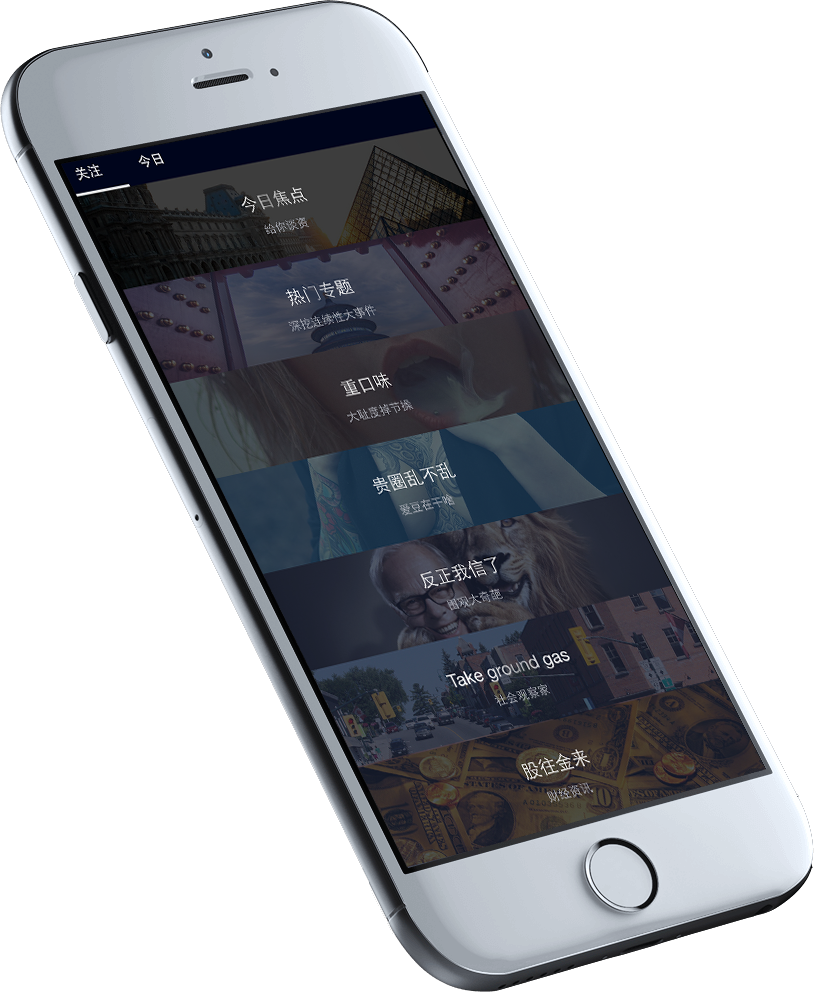 关注
今日
今日焦点
给你谈资
热门专题
深挖连续性大事件
重口味
大耻度掉节操
贵圈乱不乱
爱豆在干啥
反正我信了
围观大奇葩
Take ground gas
社会观察家
股往金来
财经资讯